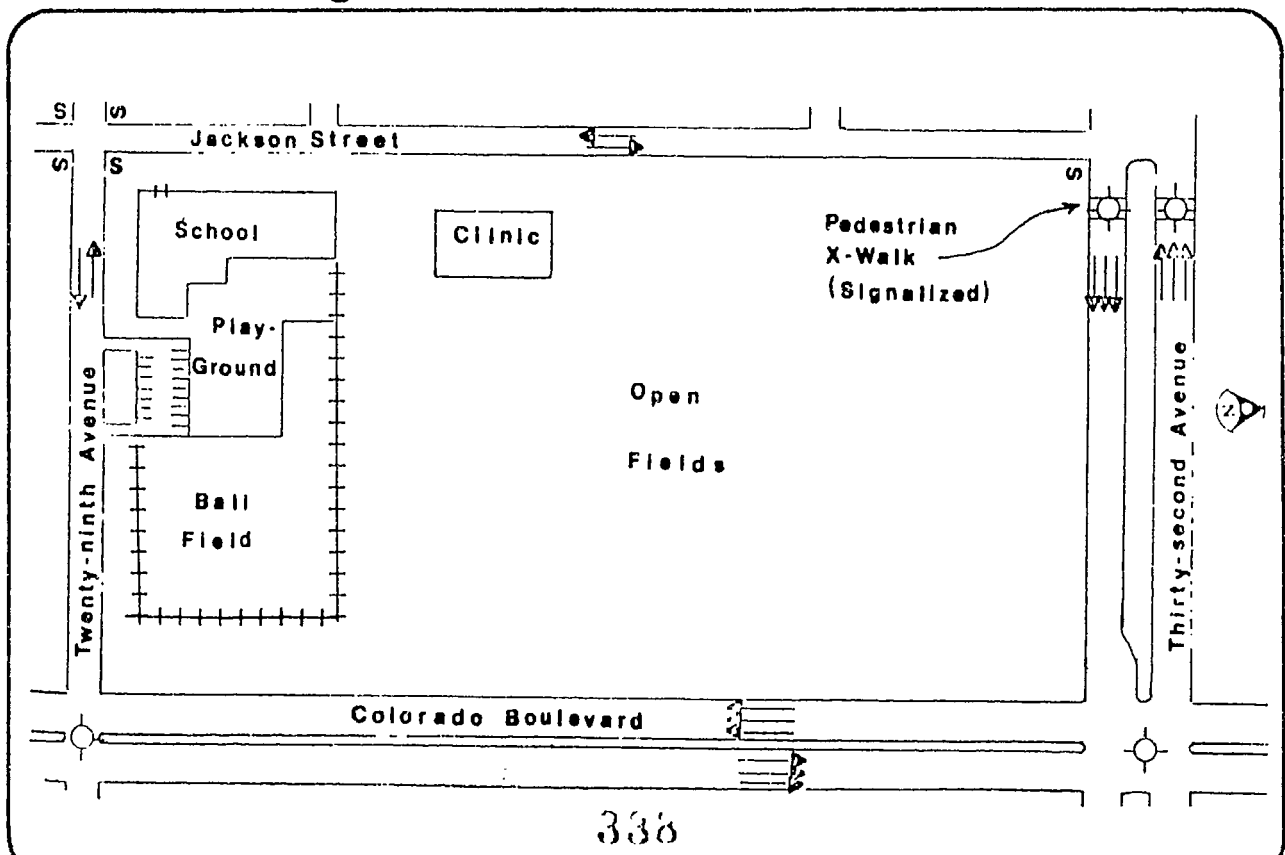 S
S
Jackson Street
S
S
S
School
Clinic
Pedestrian
X-Walk
(Signalized)
Play-
Ground
Open
Fields
Ball
Field
Twenty-ninth Avenue
Thirty-second Avenue
N
Colorado Boulevard
336